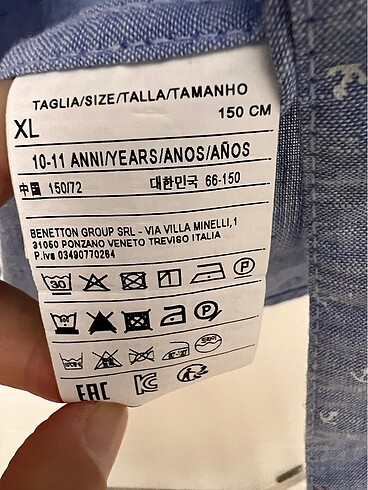 TAGLIA/SIZE/TALLA/TAMANHO
XL 150 CM
10-11 ANNI/YEARS/ANOS/AÑOS
中国 150/72 대한민국 66-150
BENETTON GROUP SRL - VIA VILLA MINELLI,1
31050 PONZANO VENETO TREVISO ITALIA
P.iva 03490770264
30 P
P
EAC